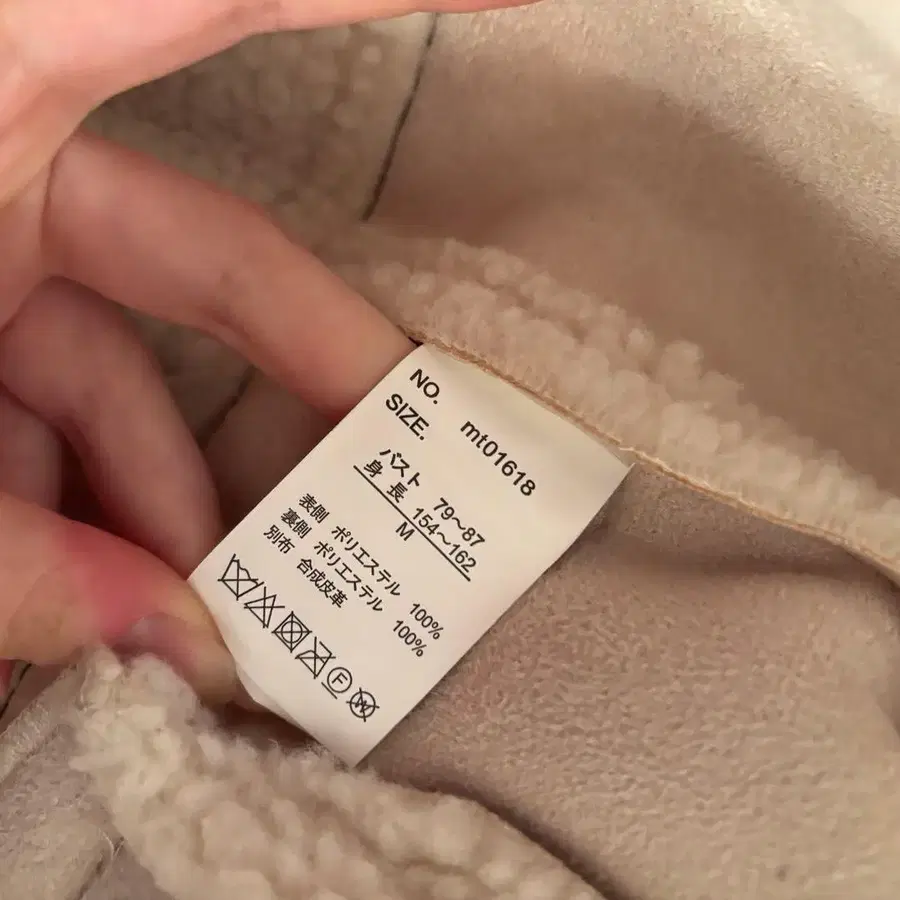 NO. mt01618
SIZE.
バスト 79～87
身長 154～162
M
表側 ポリエステル 100%
裏側 ポリエステル 100%
別布 合成皮革
F
W